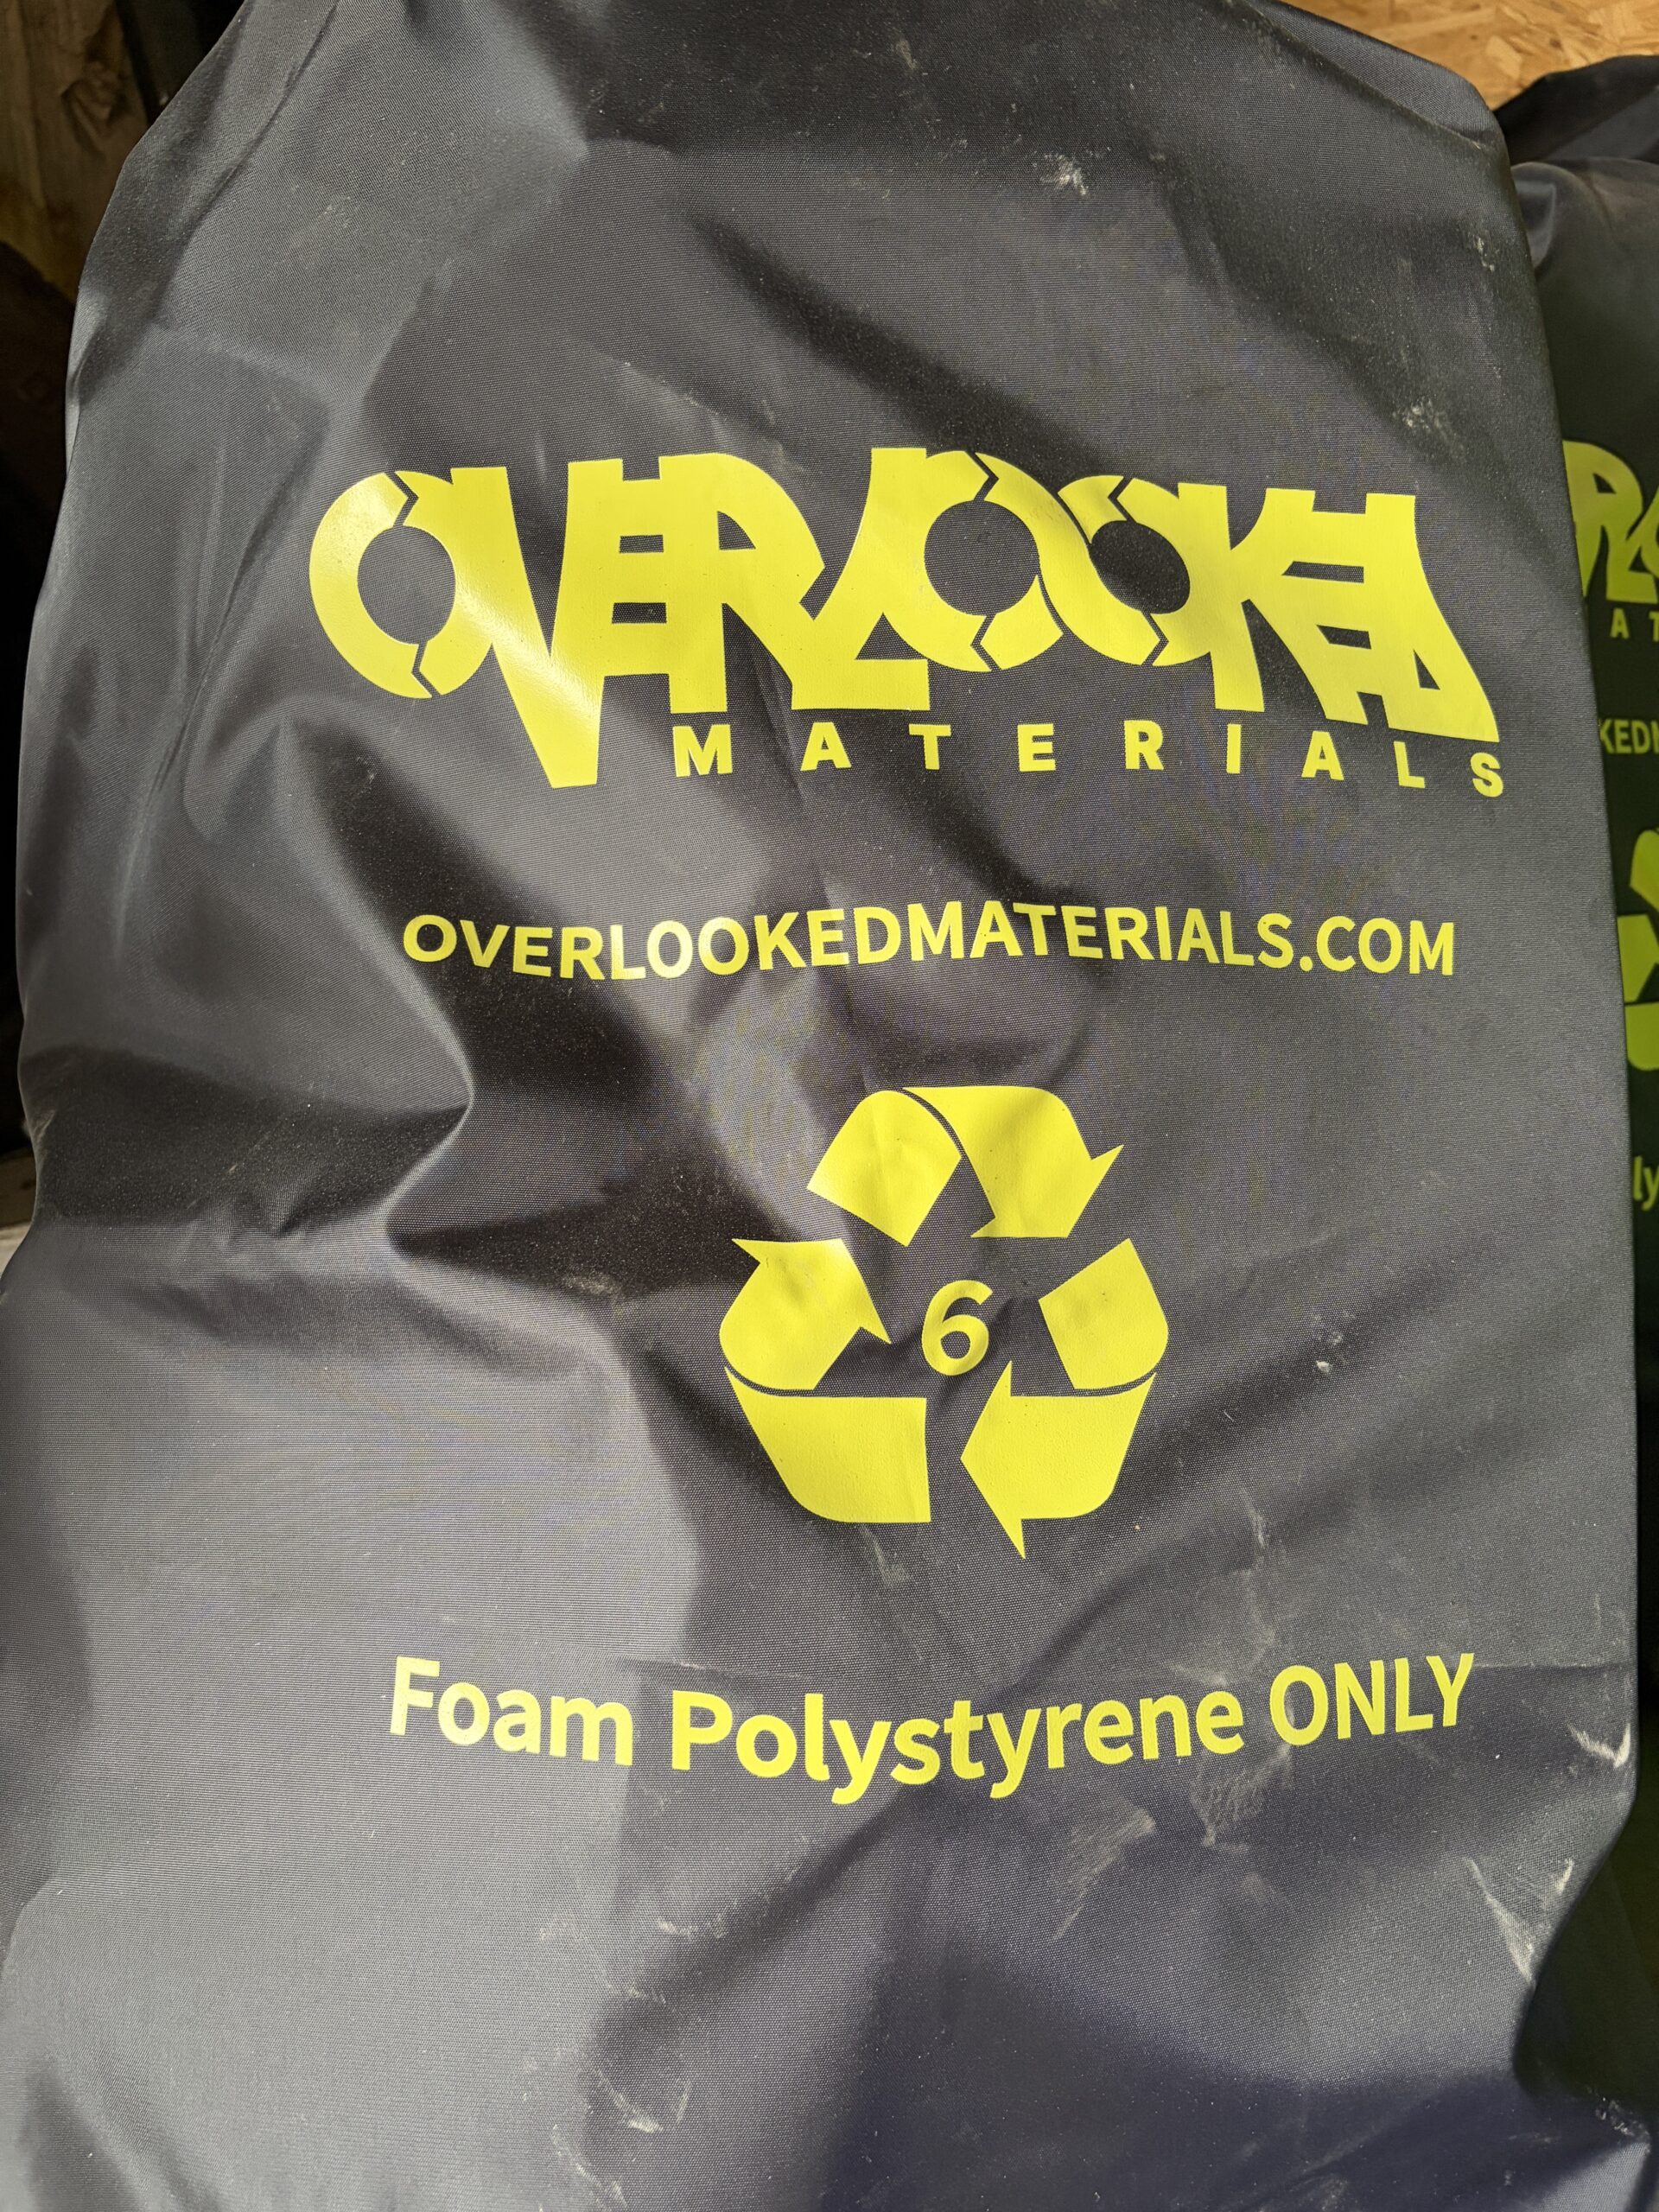 OVERLOOKED
MATERIALS
OVERLOOKEDMATERIALS.COM
6
Foam Polystyrene ONLY